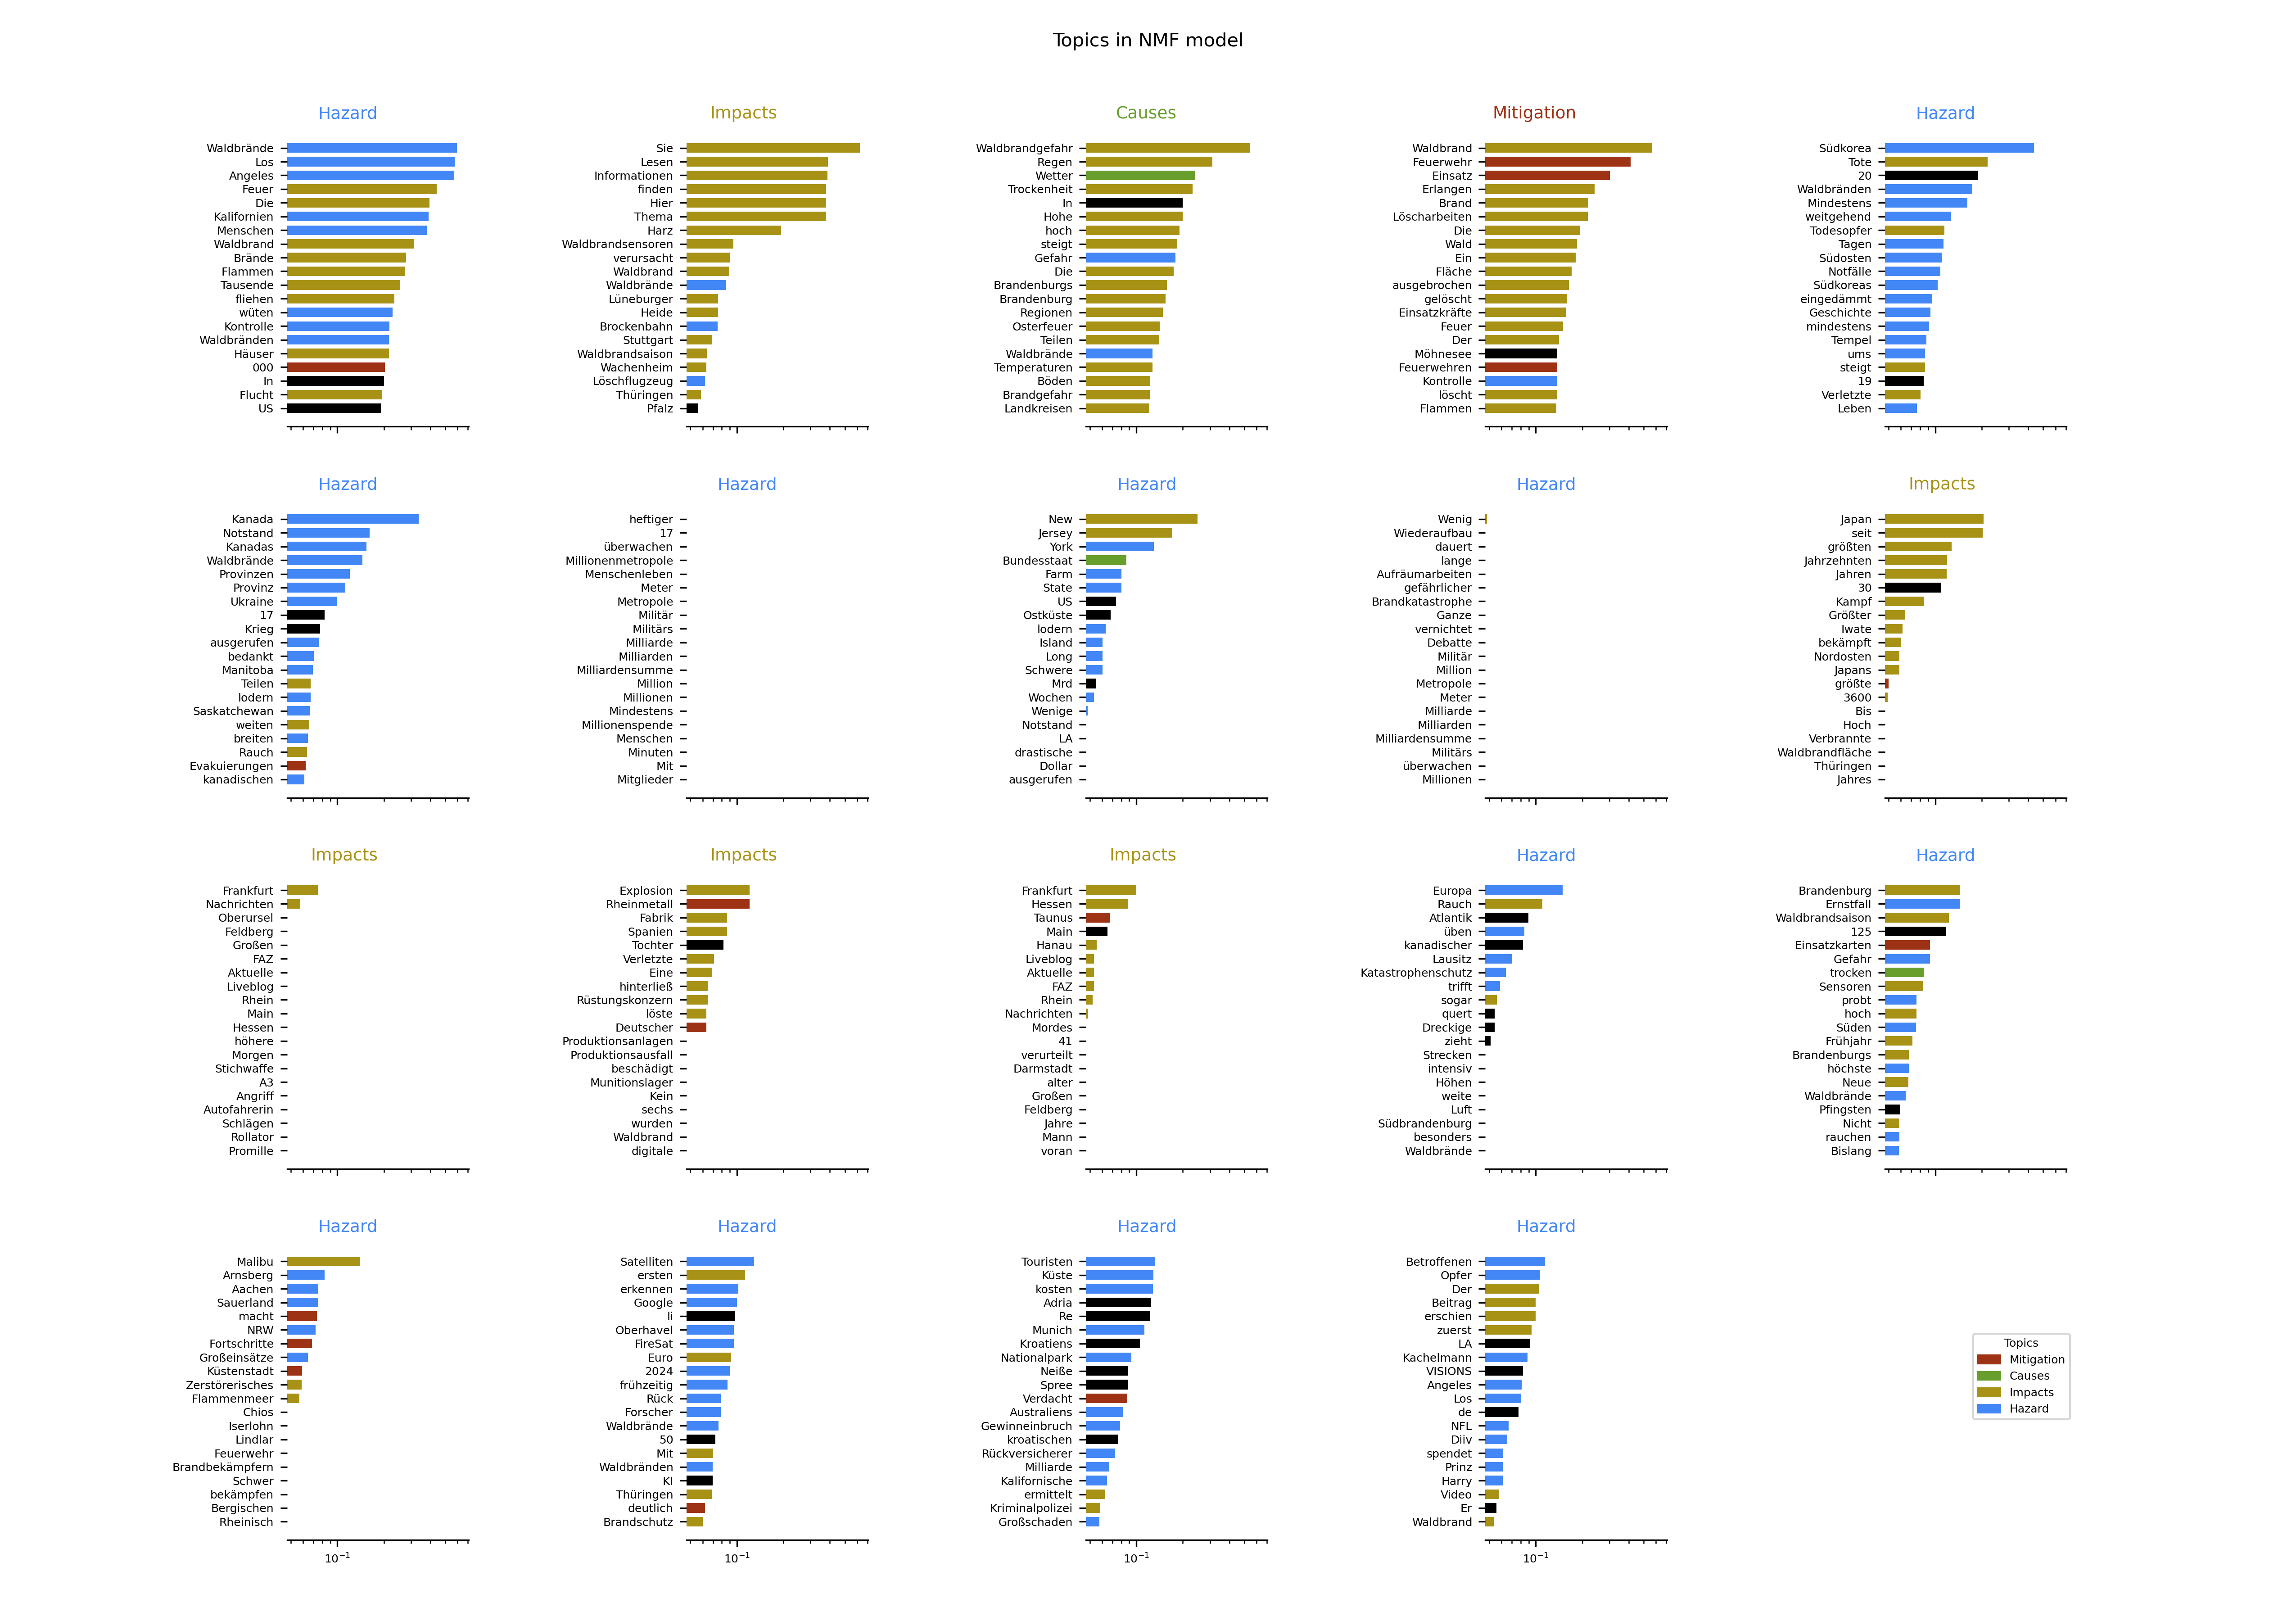 Topics in NMF model
Hazard
Waldbrände
Los
Angeles
Feuer
Die
Kalifornien
Menschen
Waldbrand
Brände
Flammen
Tausende
fliehen
wüten
Kontrolle
Waldbränden
Häuser
000
In
Flucht
US
Impacts
Sie
Lesen
Informationen
finden
Hier
Thema
Harz
Waldbrandsensoren
verursacht
Waldbrand
Waldbrände
Lüneburger
Heide
Brockenbahn
Stuttgart
Waldbrandsaison
Wachenheim
Löschflugzeug
Thüringen
Pfalz
Causes
Waldbrandgefahr
Regen
Wetter
Trockenheit
In
Hohe
hoch
steigt
Gefahr
Die
Brandenburgs
Brandenburg
Regionen
Osterfeuer
Teilen
Waldbrände
Temperaturen
Böden
Brandgefahr
Landkreisen
Mitigation
Waldbrand
Feuerwehr
Einsatz
Erlangen
Brand
Löscharbeiten
Die
Wald
Ein
Fläche
ausgebrochen
gelöscht
Einsatzkräfte
Feuer
Der
Möhnesee
Feuerwehren
Kontrolle
löscht
Flammen
Hazard
Südkorea
Tote
20
Waldbränden
Mindestens
weitgehend
Todesopfer
Tagen
Südosten
Notfälle
Südkoreas
eingedämmt
Geschichte
mindestens
Tempel
ums
steigt
19
Verletzte
Leben
Hazard
Kanada
Notstand
Kanadas
Waldbrände
Provinzen
Provinz
Ukraine
17
Krieg
ausgerufen
bedankt
Manitoba
Teilen
lodern
Saskatchewan
weiten
breiten
Rauch
Evakuierungen
kanadischen
Hazard
heftiger
17
überwachen
Millionenmetropole
Menschenleben
Meter
Metropole
Militär
Militärs
Milliarde
Milliarden
Milliardensumme
Million
Millionen
Mindestens
Millionenspende
Menschen
Minuten
Mit
Mitglieder
Hazard
New
Jersey
York
Bundesstaat
Farm
State
US
Ostküste
lodern
Island
Long
Schwere
Mrd
Wochen
Wenige
Notstand
LA
drastische
Dollar
ausgerufen
Hazard
Wenig
Wiederaufbau
dauert
lange
Aufräumarbeiten
gefährlicher
Brandkatastrophe
Ganze
vernichtet
Debatte
Militär
Million
Metropole
Meter
Milliarde
Milliarden
Milliardensumme
Militärs
überwachen
Millionen
Impacts
Japan
seit
größten
Jahrzehnten
Jahren
30
Kampf
Größter
Iwate
bekämpft
Nordosten
Japans
größte
3600
Bis
Hoch
Verbrannte
Waldbrandfläche
Thüringen
Jahres
Impacts
Frankfurt
Nachrichten
Oberursel
Feldberg
Großen
FAZ
Aktuelle
Liveblog
Rhein
Main
Hessen
höhere
Morgen
Stichwaffe
A3
Angriff
Autofahrerin
Schlägen
Rollator
Promille
Impacts
Explosion
Rheinmetall
Fabrik
Spanien
Tochter
Verletzte
Eine
hinterließ
Rüstungskonzern
löste
Deutscher
Produktionsanlagen
Produktionsausfall
beschädigt
Munitionslager
Kein
sechs
wurden
Waldbrand
digitale
Impacts
Frankfurt
Hessen
Taunus
Main
Hanau
Liveblog
Aktuelle
FAZ
Rhein
Nachrichten
Mordes
41
verurteilt
Darmstadt
alter
Großen
Feldberg
Jahre
Mann
voran
Hazard
Europa
Rauch
Atlantik
üben
kanadischer
Lausitz
Katastrophenschutz
trifft
sogar
quert
Dreckige
zieht
Strecken
intensiv
Höhen
weite
Luft
Südbrandenburg
besonders
Waldbrände
Hazard
Brandenburg
Ernstfall
Waldbrandsaison
125
Einsatzkarten
Gefahr
trocken
Sensoren
probt
hoch
Süden
Frühjahr
Brandenburgs
höchste
Neue
Waldbrände
Pfingsten
Nicht
rauchen
Bislang
Hazard
Malibu
Arnsberg
Aachen
Sauerland
macht
NRW
Fortschritte
Großeinsätze
Küstenstadt
Zerstörerisches
Flammenmeer
Chios
Iserlohn
Lindlar
Feuerwehr
Brandbekämpfern
Schwer
bekämpfen
Bergischen
Rheinisch
10⁻¹
Hazard
Satelliten
ersten
erkennen
Google
li
Oberhavel
FireSat
Euro
2024
frühzeitig
Rück
Forscher
Waldbrände
50
Mit
Waldbränden
KI
Thüringen
deutlich
Brandschutz
10⁻¹
Hazard
Touristen
Küste
kosten
Adria
Re
Munich
Kroatiens
Nationalpark
Neiße
Spree
Verdacht
Australiens
Gewinneinbruch
kroatischen
Rückversicherer
Milliarde
Kalifornische
ermittelt
Kriminalpolizei
Großschaden
10⁻¹
Hazard
Betroffenen
Opfer
Der
Beitrag
erschien
zuerst
LA
Kachelmann
VISIONS
Angeles
Los
de
NFL
Diiv
spendet
Prinz
Harry
Video
Er
Waldbrand
10⁻¹
Topics
Mitigation
Causes
Impacts
Hazard